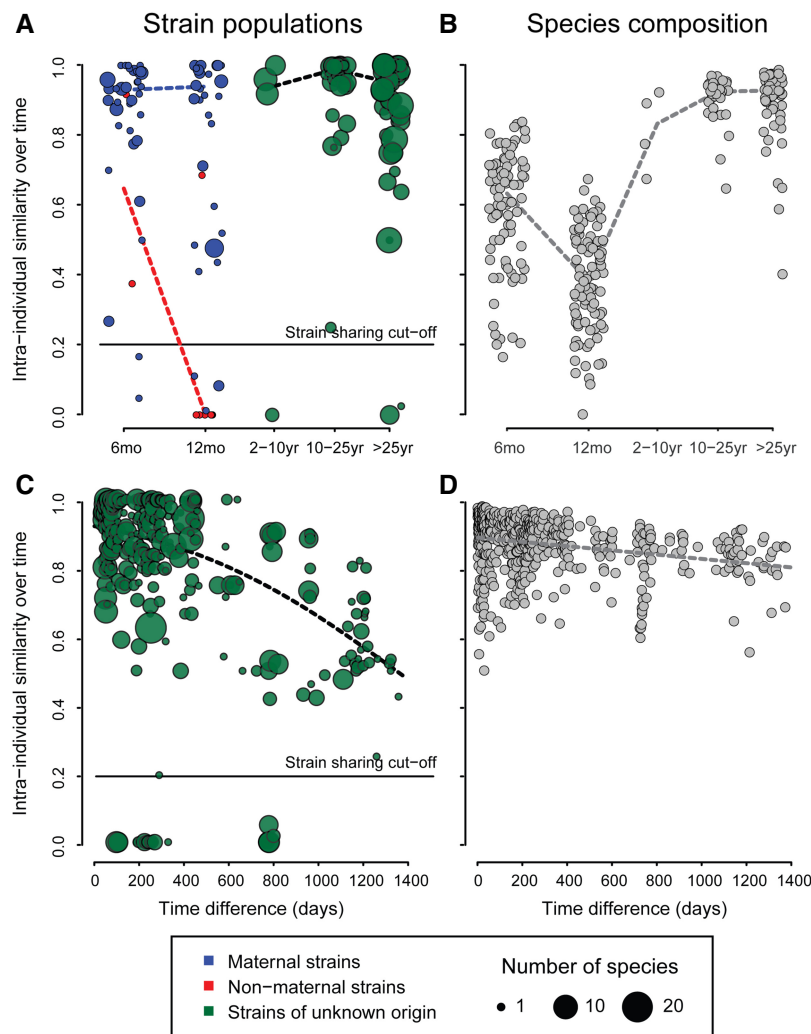 A Strain populations
B Species composition
Intra−individual similarity over time
1.0
0.8
0.6
0.4
0.2
0.0
Strain sharing cut−off
6mo 12mo 2−10yr 10−25yr >25yr
6mo 12mo 2−10yr 10−25yr >25yr
C
D
Intra−individual similarity over time
1.0
0.8
0.6
0.4
0.2
0.0
Strain sharing cut−off
0 200 400 600 800 1000 1200 1400
0 200 400 600 800 1000 1200 1400
Time difference (days)
Time difference (days)
Maternal strains
Non−maternal strains
Strains of unknown origin
Number of species
1 10 20